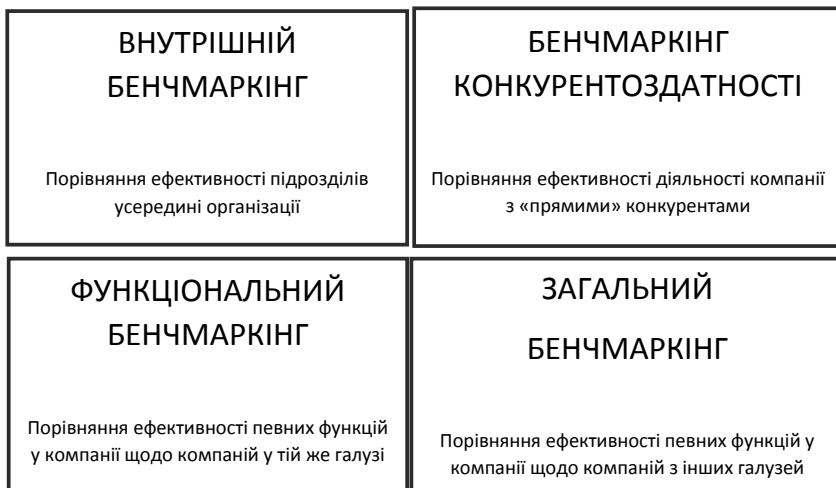 ВНУТРІШНІЙ
БЕНЧМАРКІНГ
Порівняння ефективності підрозділів
усередині організації
БЕНЧМАРКІНГ
КОНКУРЕНТОЗДАТНОСТІ
Порівняння ефективності діяльності компанії
з «прямими» конкурентами
ФУНКЦІОНАЛЬНИЙ
БЕНЧМАРКІНГ
Порівняння ефективності певних функцій
у компанії щодо компаній у тій же галузі
ЗАГАЛЬНИЙ
БЕНЧМАРКІНГ
Порівняння ефективності певних функцій у
компанії щодо компаній з інших галузей